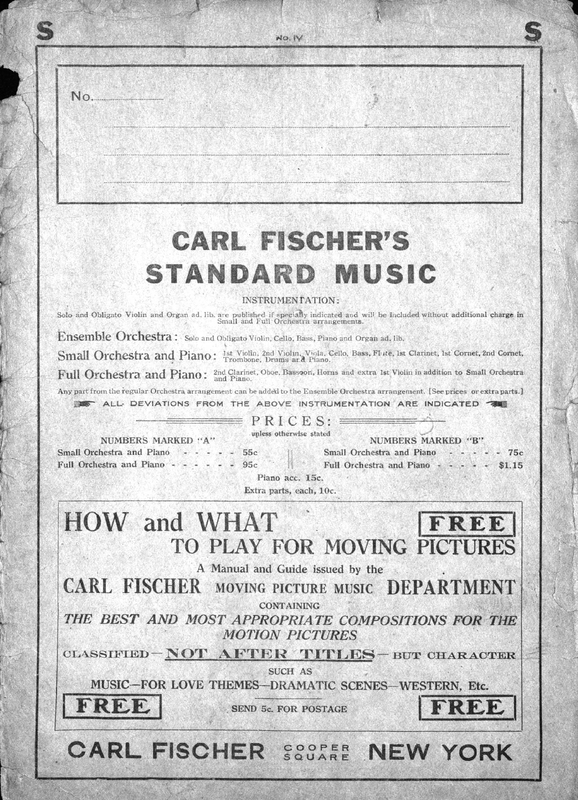 S No. IV S
No.
CARL FISCHER'S
STANDARD MUSIC
INSTRUMENTATION:
Solo and Obligato Violin and Organ ad. lib. are published if specially indicated and will be included without additional charge in
Small and Full Orchestra arrangements.
Ensemble Orchestra: Solo and Obligato Violin, Cello, Bass, Piano and Organ ad. lib.
Small Orchestra and Piano: 1st Violin, 2nd Violin, Viola, Cello, Bass, Flute, 1st Clarinet, 1st Cornet, 2nd Cornet,
Trombone, Drums and Piano.
Full Orchestra and Piano: 2nd Clarinet, Oboe, Bassoon, Horns and extra 1st Violin in addition to Small Orchestra
and Piano.
Any part from the regular Orchestra arrangement can be added to the Ensemble Orchestra arrangement. [See prices or extra parts.]
ALL DEVIATIONS FROM THE ABOVE INSTRUMENTATION ARE INDICATED
PRICES:
unless otherwise stated
NUMBERS MARKED "A" NUMBERS MARKED "B"
Small Orchestra and Piano - - - - - - 55c Small Orchestra and Piano - - - - - 75c
Full Orchestra and Piano - - - - - - 95c Full Orchestra and Piano - - - - - $1.15
Piano acc. 15c.
Extra parts, each, 10c.
HOW and WHAT FREE
TO PLAY FOR MOVING PICTURES
A Manual and Guide issued by the
CARL FISCHER MOVING PICTURE MUSIC DEPARTMENT
CONTAINING
THE BEST AND MOST APPROPRIATE COMPOSITIONS FOR THE
MOTION PICTURES
CLASSIFIED—NOT AFTER TITLES—BUT CHARACTER
SUCH AS
MUSIC—FOR LOVE THEMES—DRAMATIC SCENES—WESTERN, Etc.
FREE SEND 5c. FOR POSTAGE FREE
CARL FISCHER COOPER SQUARE NEW YORK